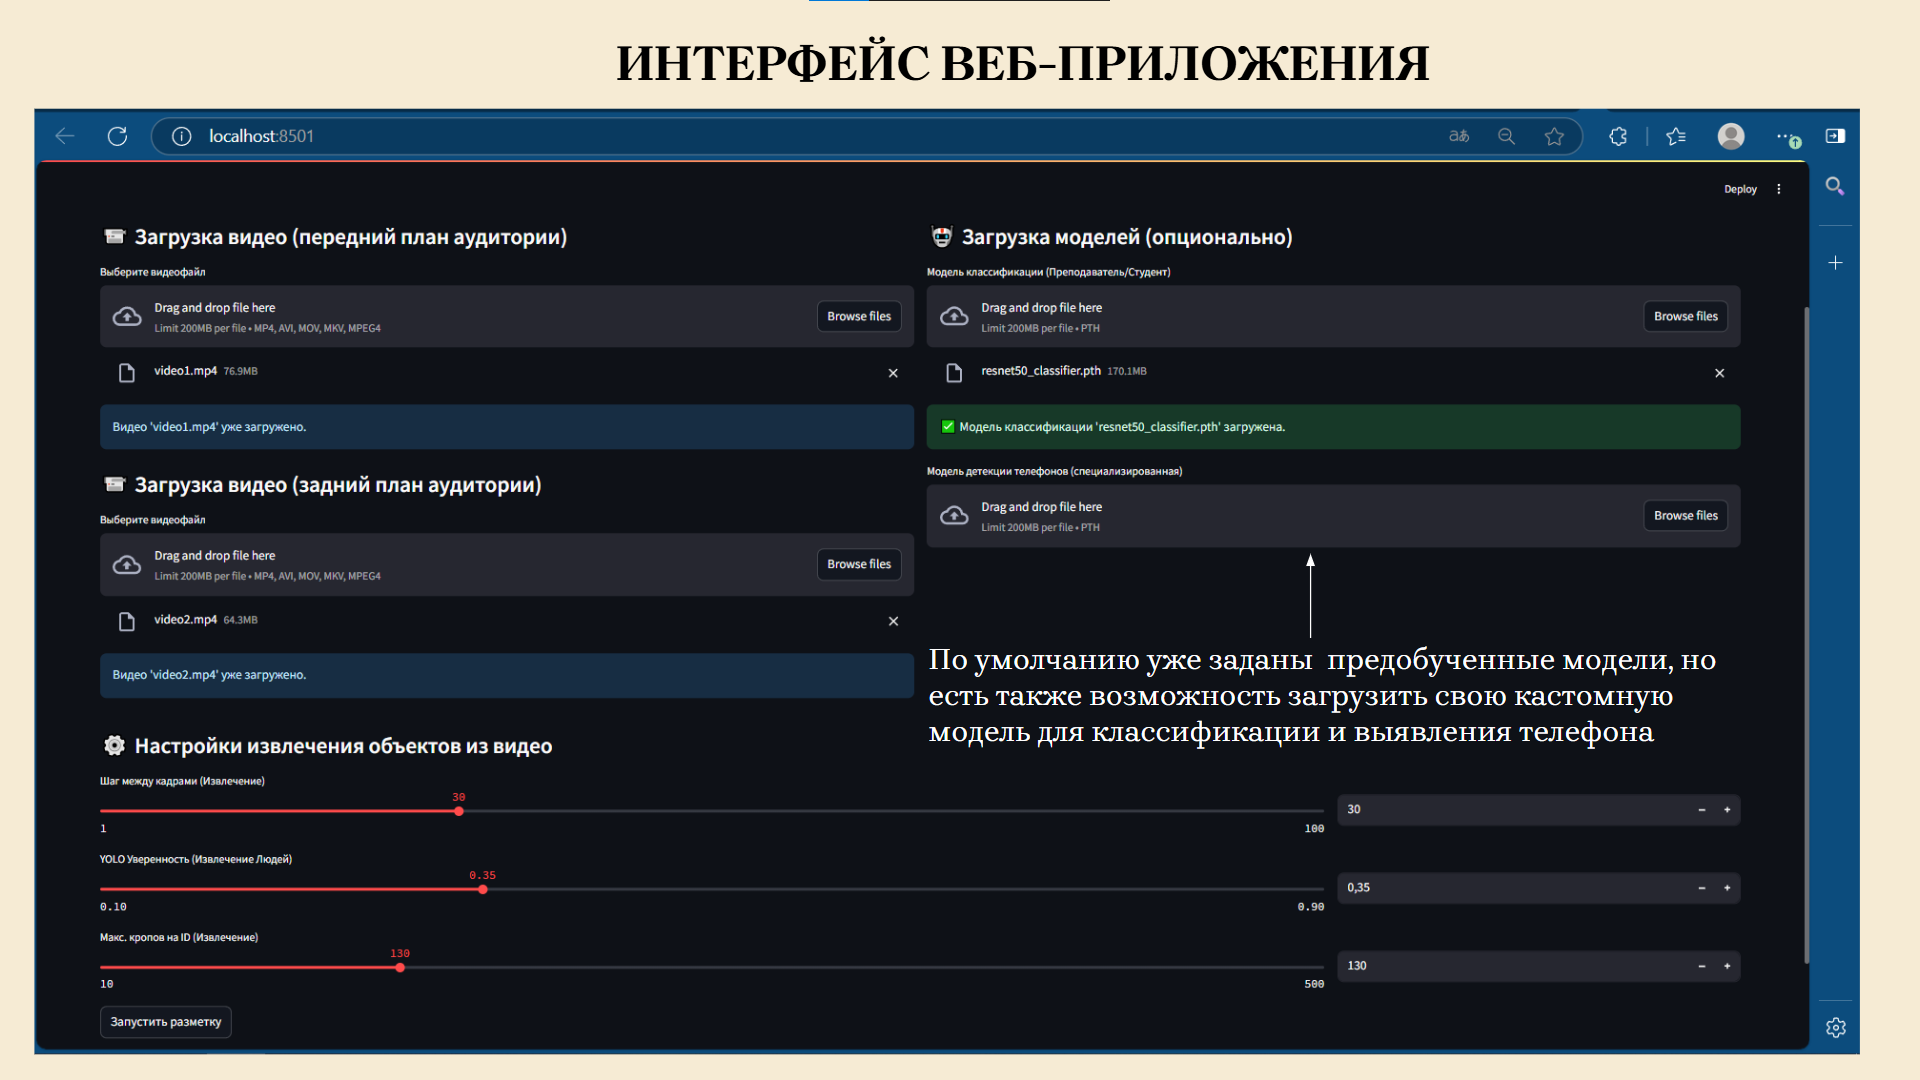 ИНТЕРФЕЙС ВЕБ-ПРИЛОЖЕНИЯ
localhost:8501
aあ
Deploy
Загрузка видео (передний план аудитории)
Выберите видеофайл
Drag and drop file here
Limit 200MB per file • MP4, AVI, MOV, MKV, MPEG4
Browse files
video1.mp4 76.9MB
Видео 'video1.mp4' уже загружено.
Загрузка видео (задний план аудитории)
Выберите видеофайл
Drag and drop file here
Limit 200MB per file • MP4, AVI, MOV, MKV, MPEG4
Browse files
video2.mp4 64.3MB
Видео 'video2.mp4' уже загружено.
Загрузка моделей (опционально)
Модель классификации (Преподаватель/Студент)
Drag and drop file here
Limit 200MB per file • PTH
Browse files
resnet50_classifier.pth 170.1MB
Модель классификации 'resnet50_classifier.pth' загружена.
Модель детекции телефонов (специализированная)
Drag and drop file here
Limit 200MB per file • PTH
Browse files
По умолчанию уже заданы предобученные модели, но
есть также возможность загрузить свою кастомную
модель для классификации и выявления телефона
Настройки извлечения объектов из видео
Шаг между кадрами (Извлечение)
30
1 100
30 - +
YOLO Уверенность (Извлечение Людей)
0.35
0.10 0.90
0,35 - +
Макс. кропов на ID (Извлечение)
130
10 500
130 - +
Запустить разметку